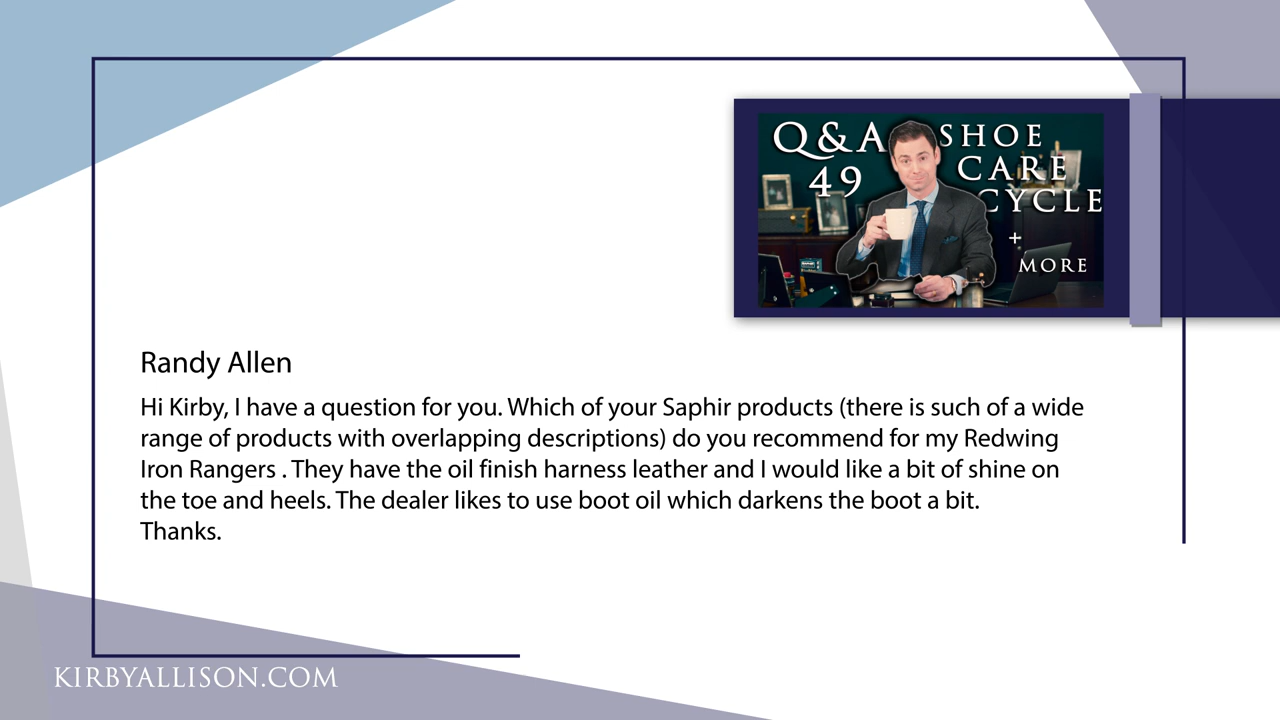 Q&A
49
SHOE
CARE
CYCLE
+
MORE
Randy Allen
Hi Kirby, I have a question for you. Which of your Saphir products (there is such of a wide
range of products with overlapping descriptions) do you recommend for my Redwing
Iron Rangers . They have the oil finish harness leather and I would like a bit of shine on
the toe and heels. The dealer likes to use boot oil which darkens the boot a bit.
Thanks.
KIRBYALLISON.COM